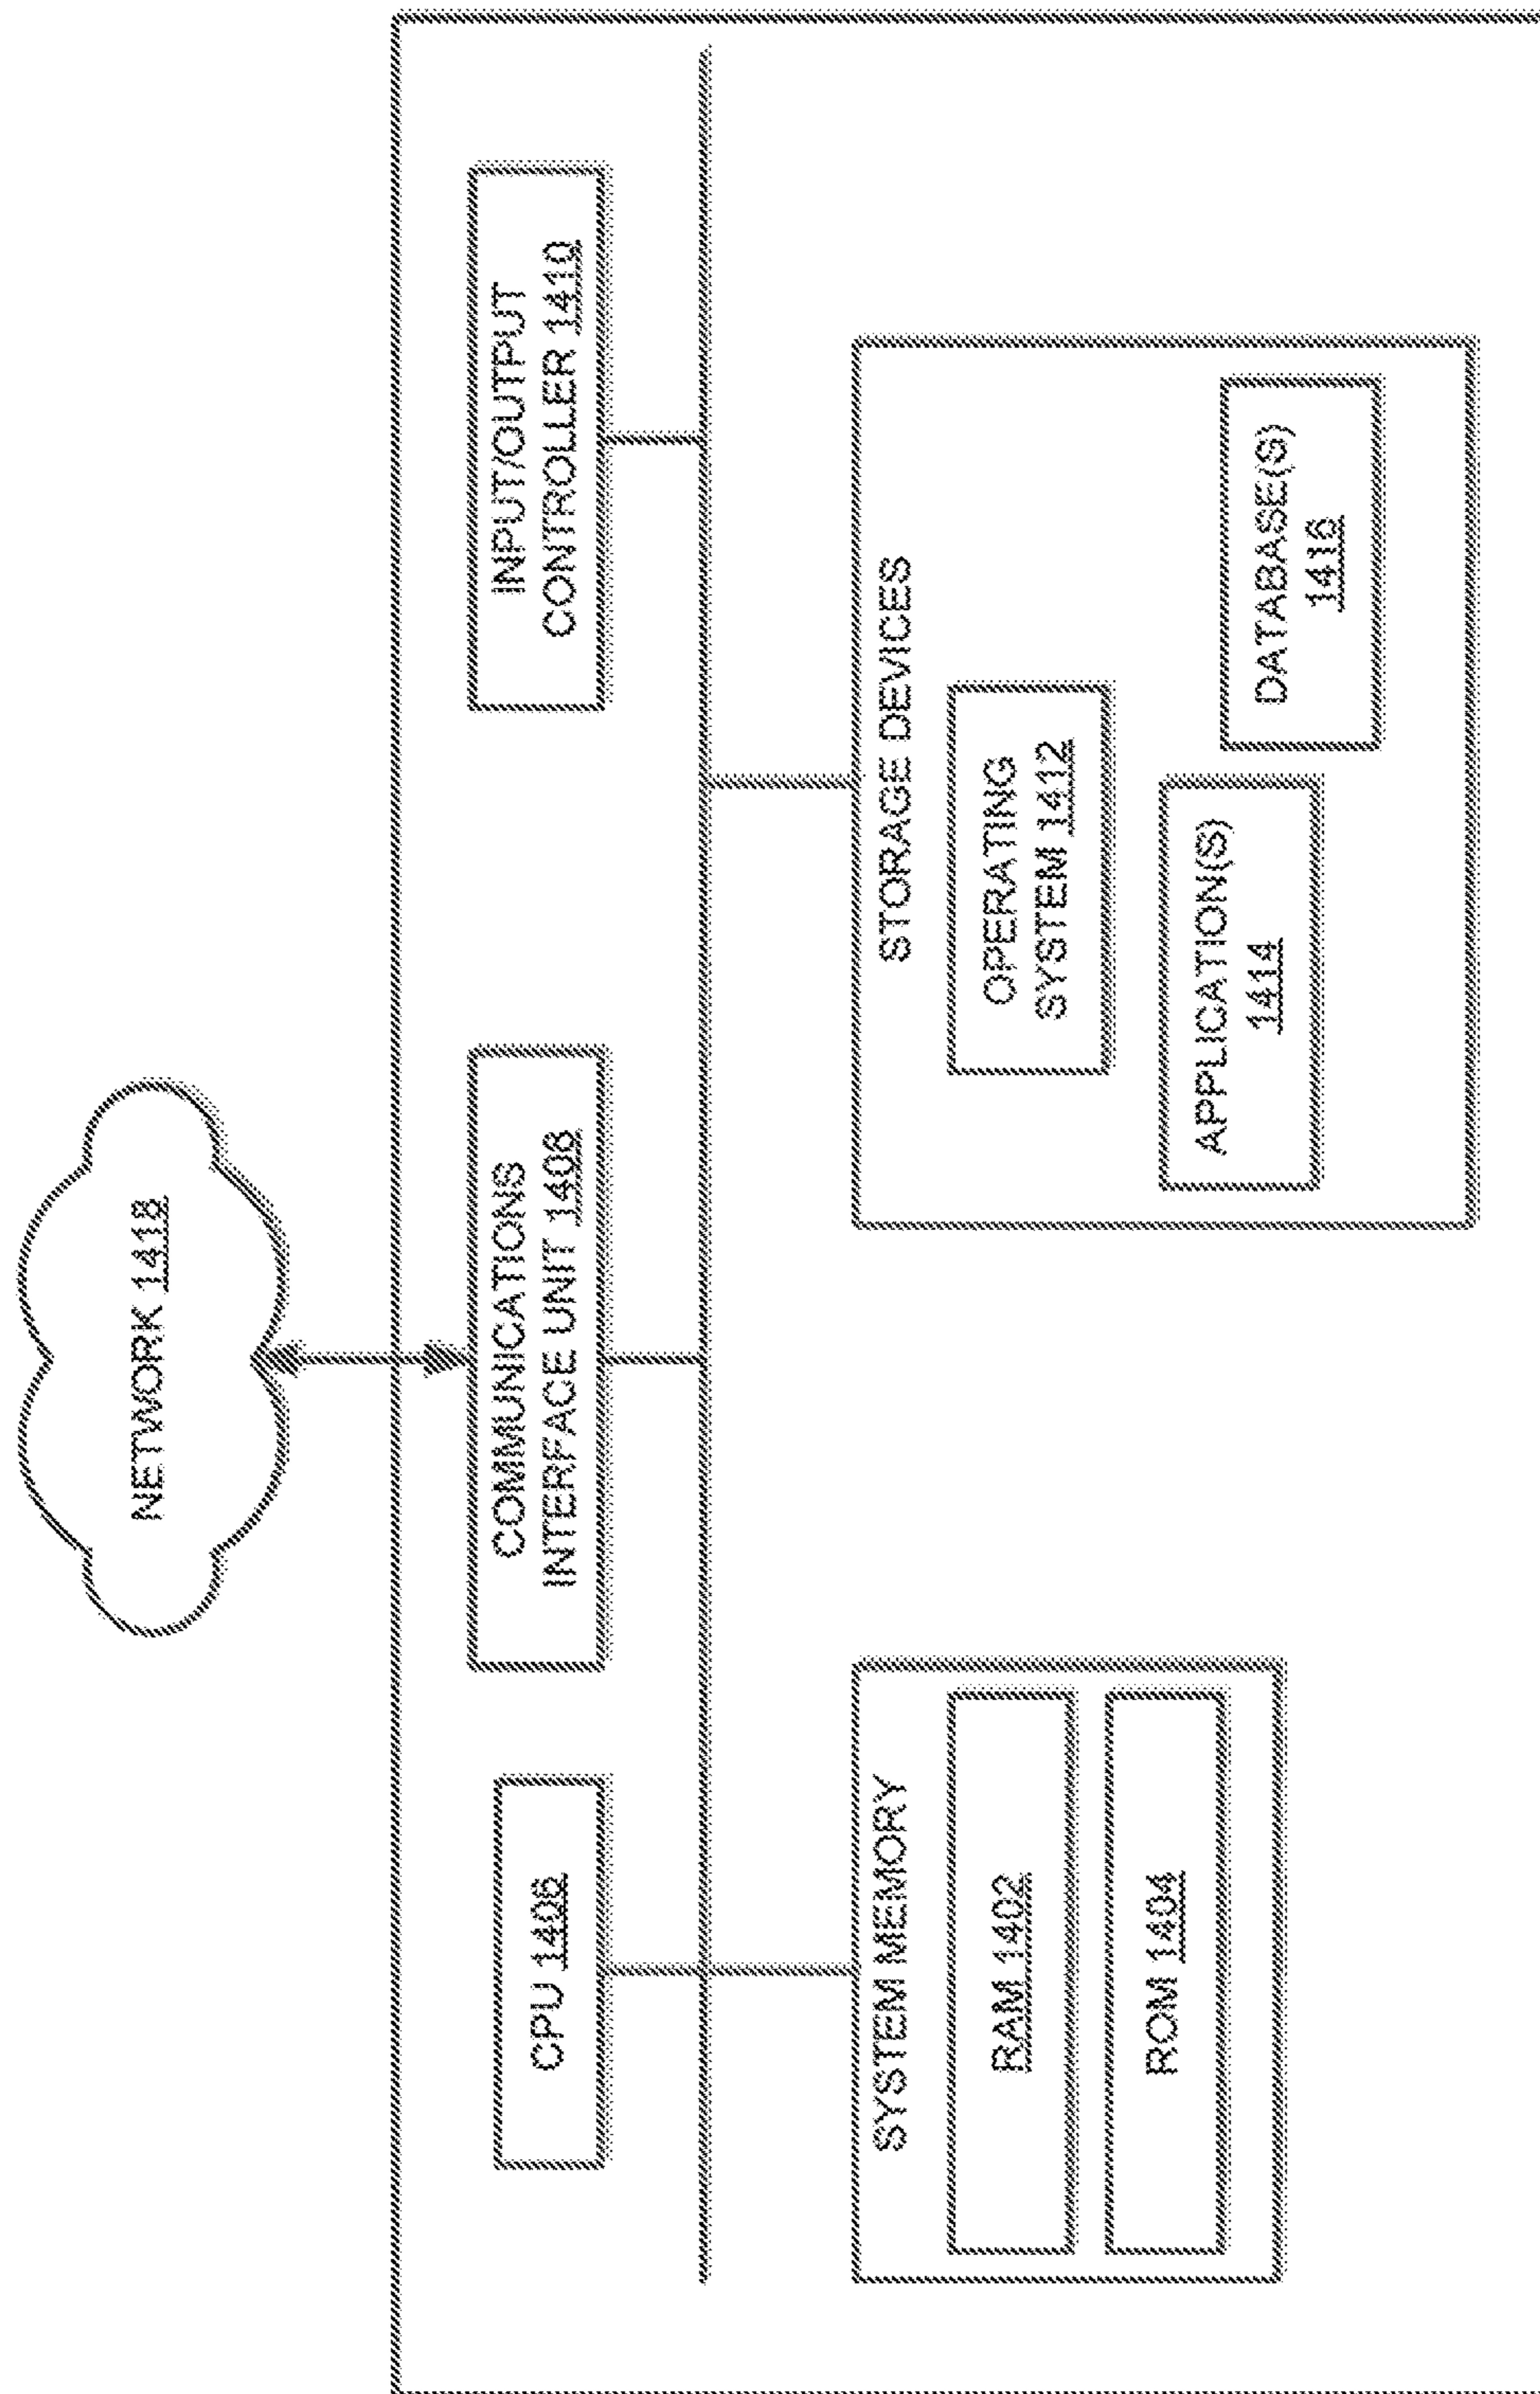 NETWORK 1418
CPU 1406
COMMUNICATIONS
INTERFACE UNIT 1408
INPUT/OUTPUT
CONTROLLER 1410
SYSTEM MEMORY
RAM 1402
ROM 1404
STORAGE DEVICES
OPERATING
SYSTEM 1412
APPLICATION(S)
1414
DATABASE(S)
1416